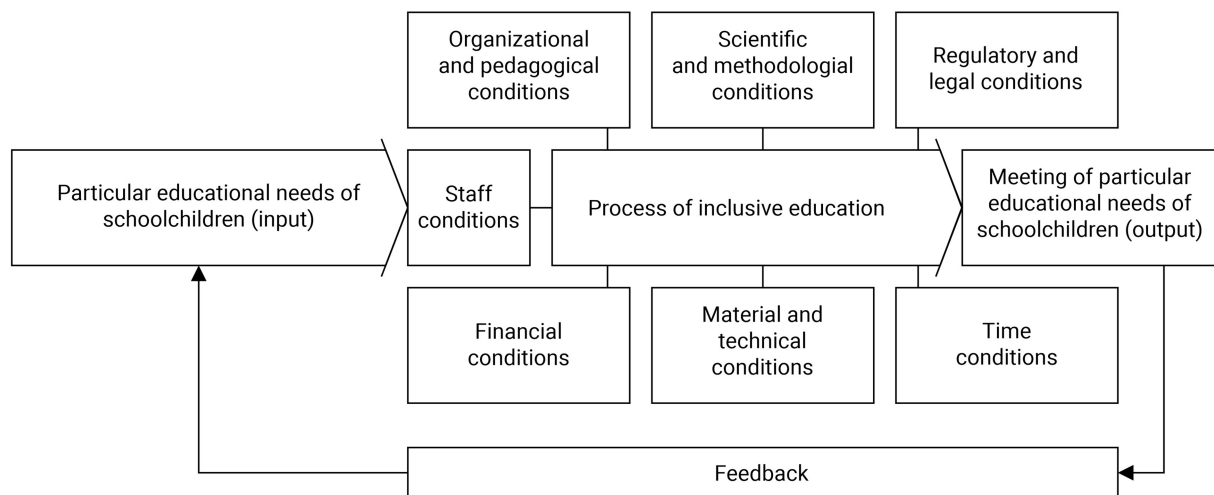 Organizational
and pedagogical
conditions
Scientific
and methodologial
conditions
Regulatory and
legal conditions
Particular educational needs of
schoolchildren (input)
Staff
conditions
Process of inclusive education
Meeting of particular
educational needs of
schoolchildren (output)
Financial
conditions
Material and
technical
conditions
Time
conditions
Feedback